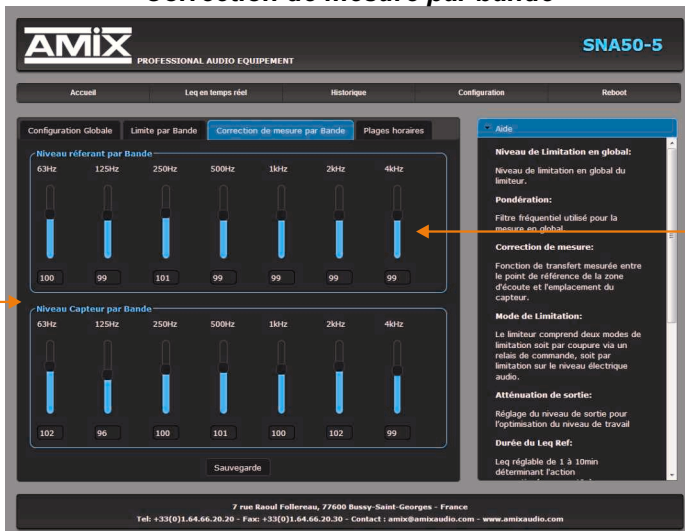 Correction de mesure par bande
AMIX
PROFESSIONAL AUDIO EQUIPEMENT
SNA50-5
Accueil
Leq en temps réel
Historique
Configuration
Reboot
Configuration Globale
Limite par Bande
Correction de mesure par Bande
Plages horaires
Niveau référant par Bande
63Hz 125Hz 250Hz 500Hz 1kHz 2kHz 4kHz
100 99 101 99 99 99 99
Niveau Capteur par Bande
63Hz 125Hz 250Hz 500Hz 1kHz 2kHz 4kHz
102 96 100 101 100 102 99
Sauvegarde
Aide
Niveau de Limitation en global:
Niveau de limitation en global du
limiteur.
Pondération:
Filtre fréquentiel utilisé pour la
mesure en global.
Correction de mesure:
Fonction de transfert mesurée entre
le point de référence de la zone
d'écoute et l'emplacement du
capteur.
Mode de Limitation:
Le limiteur comprend deux modes de
limitation soit par coupure via un
relais de commande, soit par
limitation sur le niveau électrique
audio.
Atténuation de sortie:
Réglage du niveau de sortie pour
l'optimisation du niveau de travail
Durée du Leq Ref:
Leq réglable de 1 à 10min
déterminant l'action
7 rue Raoul Follereau, 77600 Bussy-Saint-Georges - France
Tel: +33(0)1.64.66.20.20 - Fax: +33(0)1.64.66.20.30 - Contact : amix@amixaudio.com - www.amixaudio.com